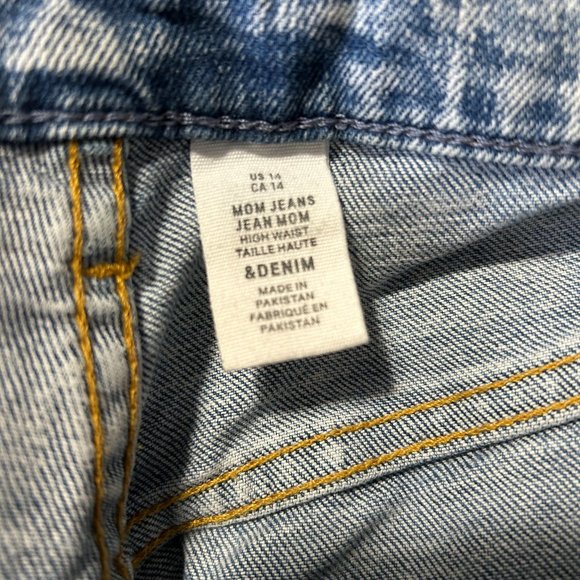 US 14
CA 14
MOM JEANS
JEAN MOM
HIGH WAIST
TAILLE HAUTE
&DENIM
MADE IN
PAKISTAN
FABRIQUÉ EN
PAKISTAN